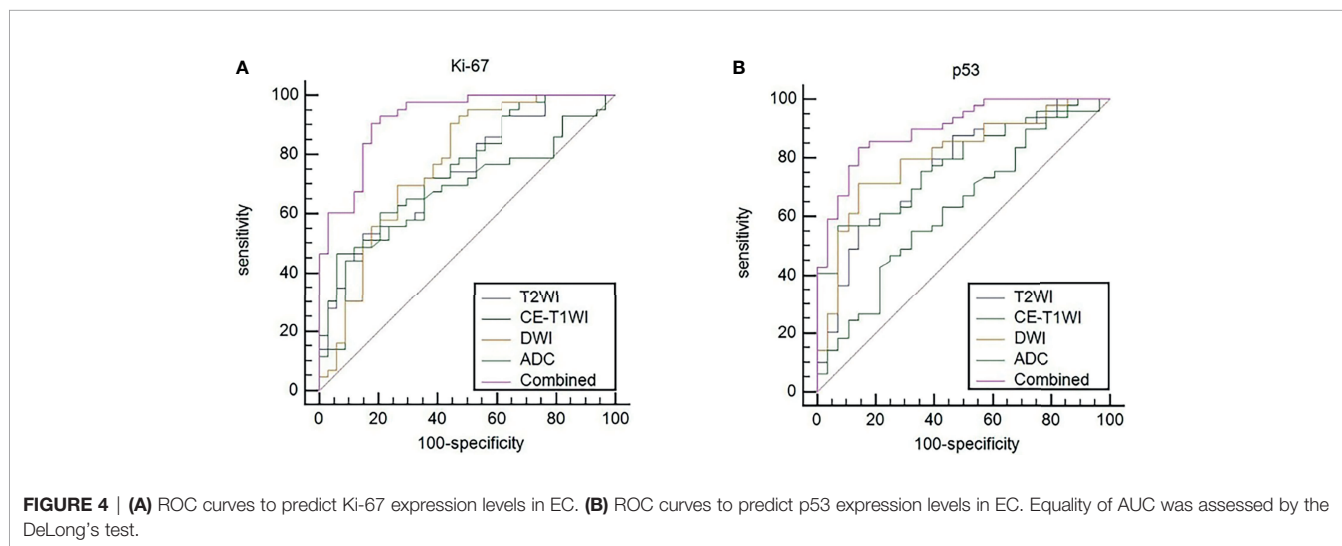 A
Ki-67
sensitivity
100
80
60
40
20
0
T2WI
CE-T1WI
DWI
ADC
Combined
0 20 40 60 80 100
100-specificity
B
p53
sensitivity
100
80
60
40
20
0
T2WI
CE-T1WI
DWI
ADC
Combined
0 20 40 60 80 100
100-specificity
FIGURE 4 | (A) ROC curves to predict Ki-67 expression levels in EC. (B) ROC curves to predict p53 expression levels in EC. Equality of AUC was assessed by the
DeLong’s test.